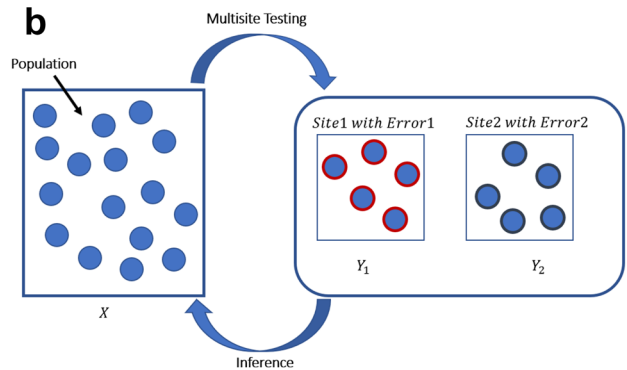 b
Multisite Testing
Population
Site1 with Error1
Site2 with Error2
Y₁
Y₂
X
Inference